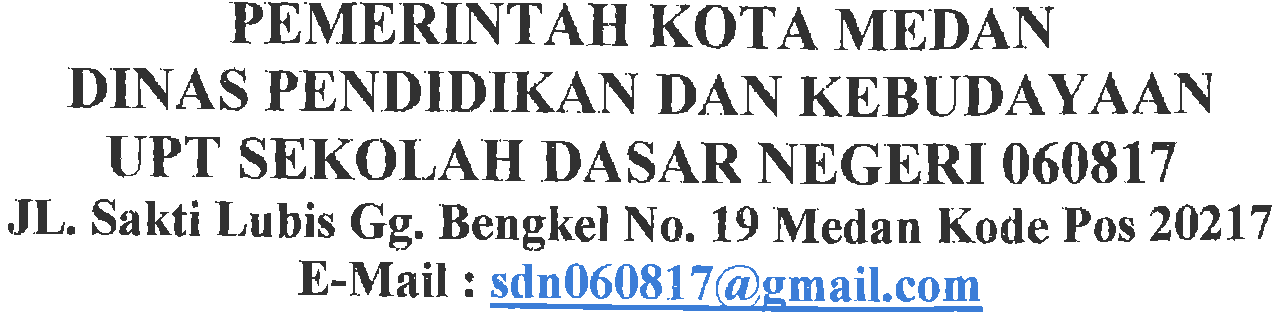 PEMERINTAH KOTA MEDAN
DINAS PENDIDIKAN DAN KEBUDAYAAN
UPT SEKOLAH DASAR NEGERI 060817
JL. Sakti Lubis Gg. Bengkel No. 19 Medan Kode Pos 20217
E-Mail : sdn060817@gmail.com